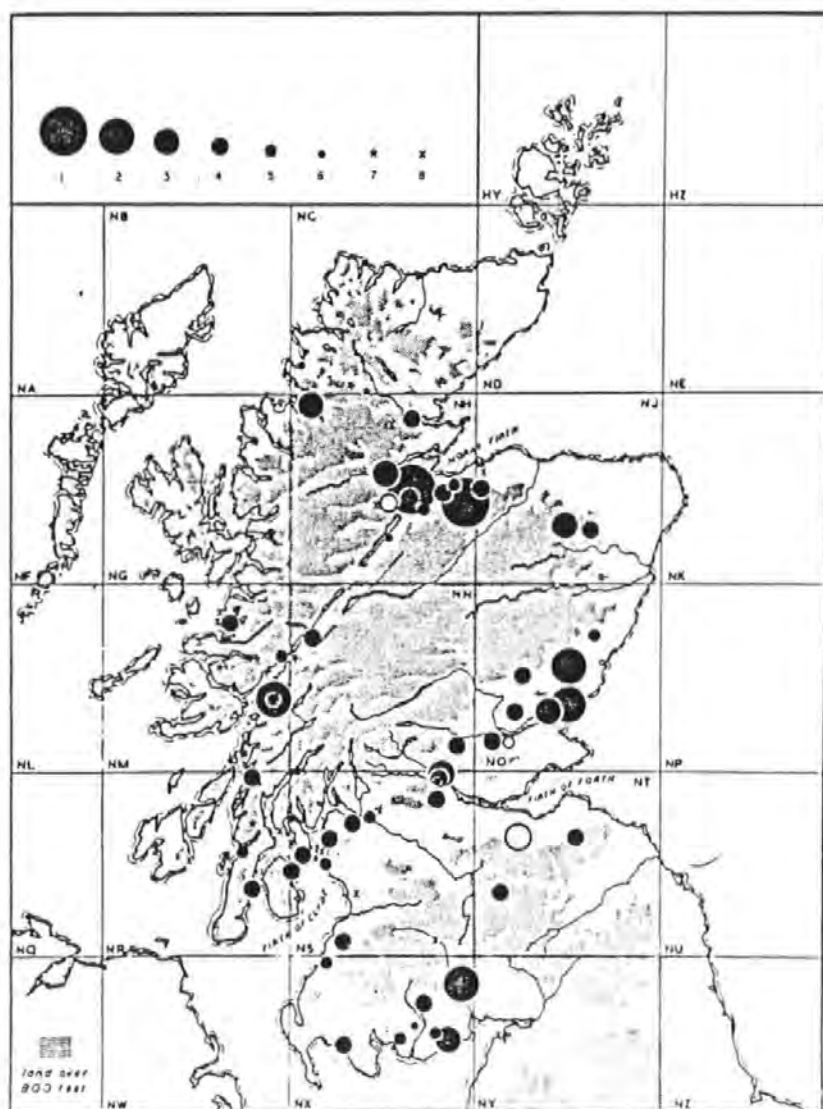 1 2 3 4 5 6 7 8
HY HZ
NB NC
NA ND NE
NH NJ
MORAY FIRTH
NF NG NK
NN
NL NM NO NP
FIRTH OF FORTH NT
FIRTH OF CLYDE
NQ NR NS NU
land over
800 feet
NW NX NY NZ